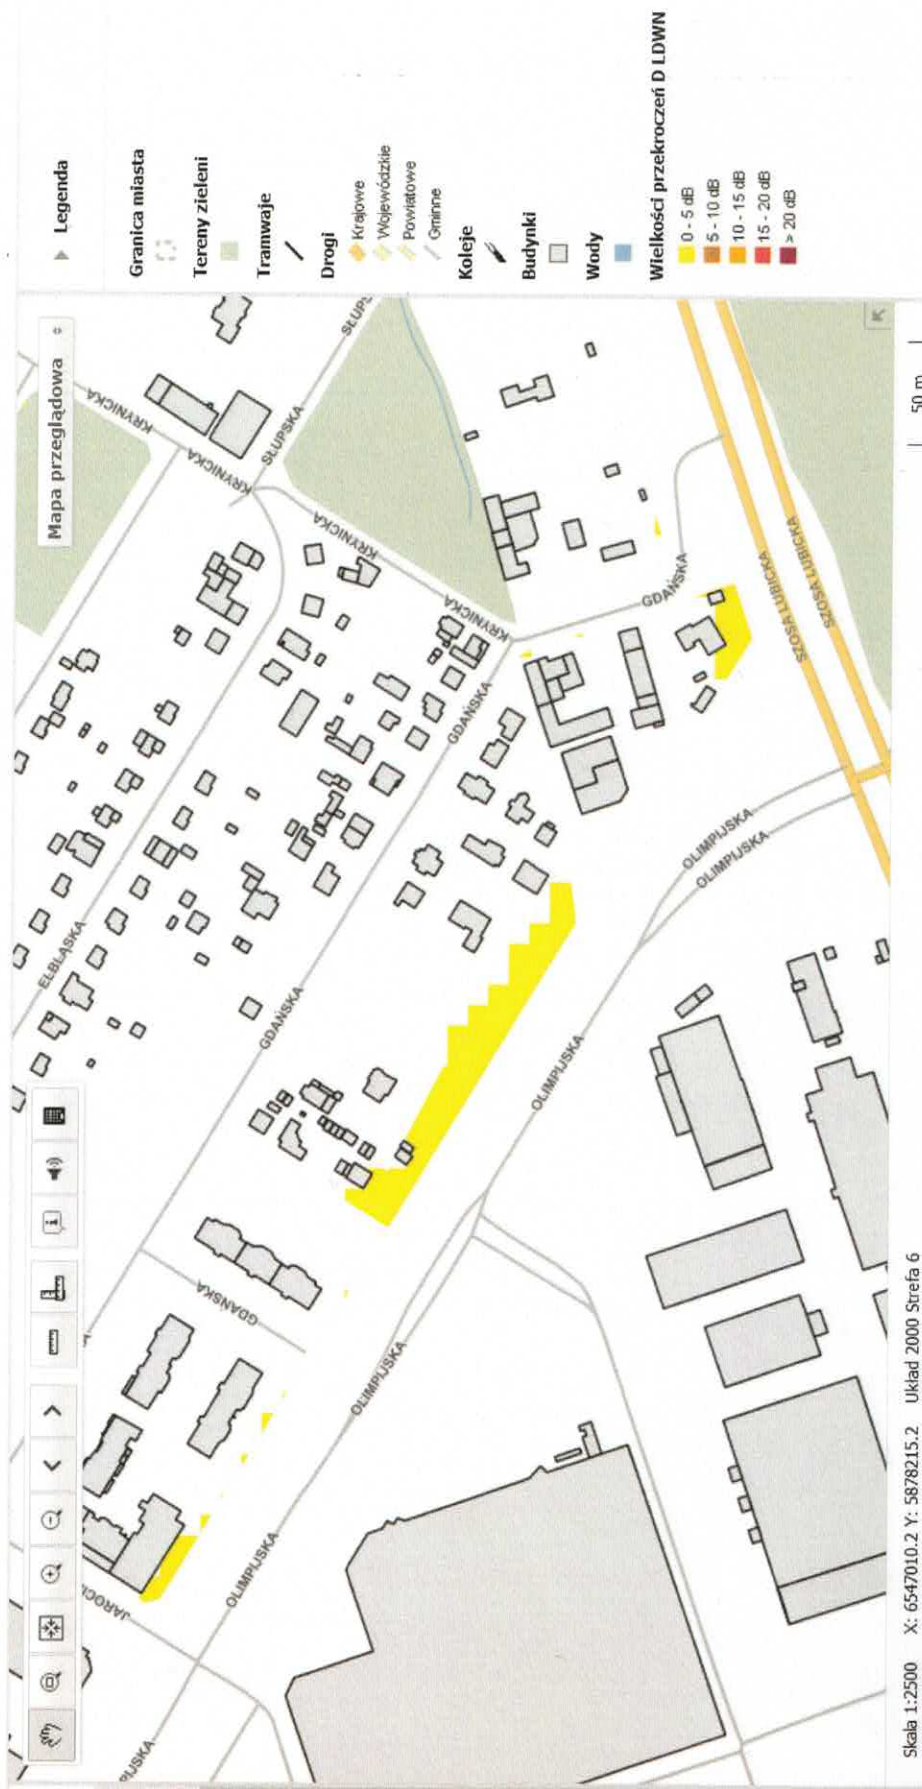 Mapa przeglądowa
KRYNICKA
KRYNICKA
KRYNICKA
SŁUPSKA
KRYNICKA
KRYNICKA
ELBLĄSKA
GDAŃSKA
GDAŃSKA
GDAŃSKA
GDAŃSKA
OLIMPIJSKA
OLIMPIJSKA
OLIMPIJSKA
OLIMPIJSKA
OLIMPIJSKA
SZOSA LUBICKA
SZOSA LUBICKA
Legenda
Granica miasta
Tereny zieleni
Tramwaje
Drogi
Krajowe
Wojewódzkie
Powiatowe
Gminne
Koleje
Budynki
Wody
Wielkości przekroczeń D LDWN
0 - 5 dB
5 - 10 dB
10 - 15 dB
15 - 20 dB
> 20 dB
Skala 1:2500 X: 6547010.2 Y: 5878215.2 Układ 2000 Strefa 6
50 m